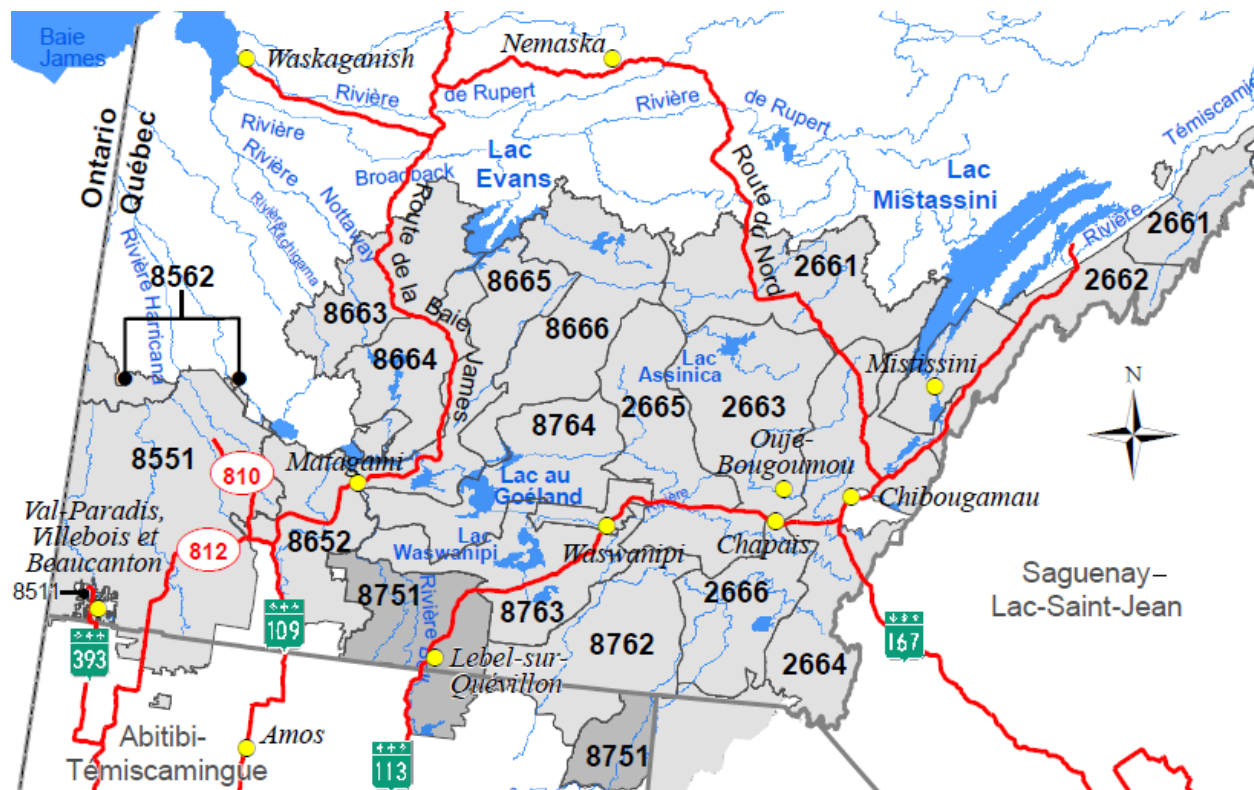 Baie
James
Waskaganish
Nemaska
Rivière
de Rupert
Rivière
de Rupert
Témiscamie
Ontario
Québec
Rivière
Rivière
Broadback
Nottaway
Lac
Evans
Lac
Mistassini
Rivière
Rivière Harricana
8562
Route de la
Baie
James
Route du Nord
2661
2661
2662
8663
8664
8665
8666
Lac
Assinica
2665
2663
Mistissini
N
8551
810
Matagami
8764
Oujé-
Bougoumou
Lac au
Goéland
Rivière
Chibougamau
Val-Paradis,
Villebois et
Beaucanton
812
8652
Lac
Waswanipi
Waswanipi
Chapais
8511
8751
Rivière
8763
2666
Saguenay–
Lac-Saint-Jean
393
109
8762
2664
167
Lebel-sur-
Quévillon
Abitibi-
Témiscamingue
Amos
113
8751